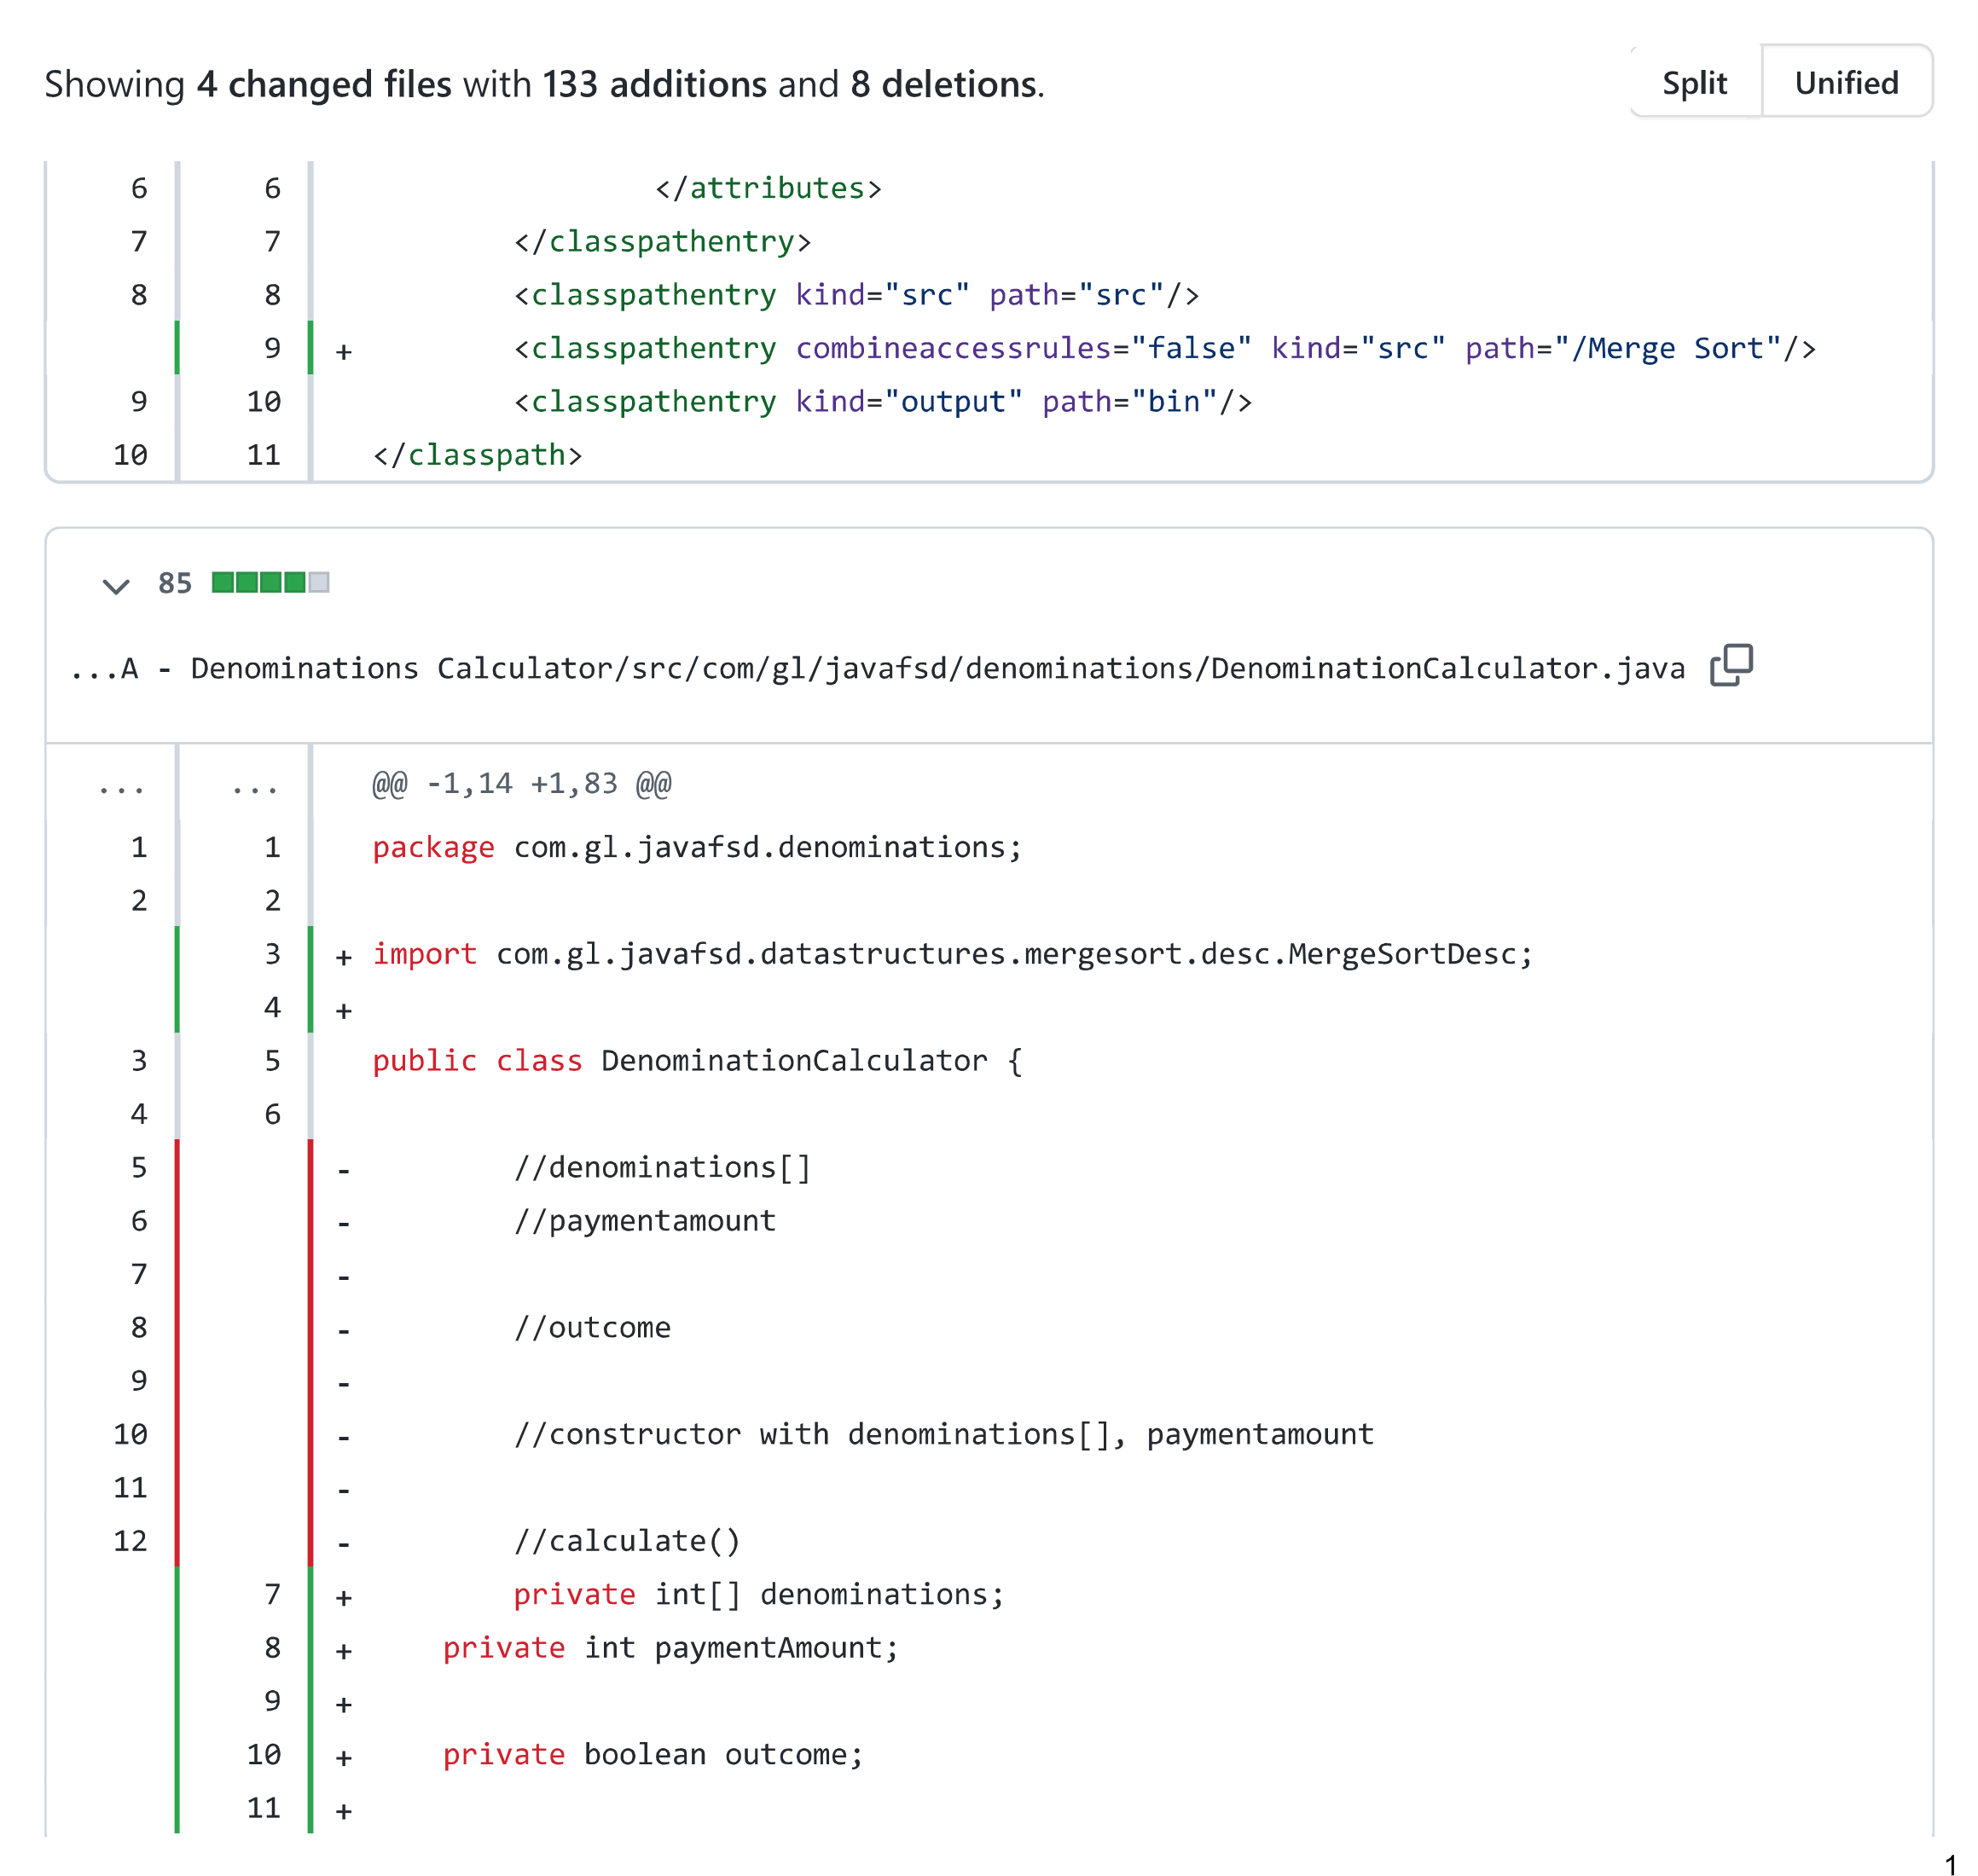 Showing 4 changed files with 133 additions and 8 deletions.
Split Unified
6 6 </attributes>
7 7 </classpathentry>
8 8 <classpathentry kind="src" path="src"/>
9 + <classpathentry combineaccessrules="false" kind="src" path="/Merge Sort"/>
9 10 <classpathentry kind="output" path="bin"/>
10 11 </classpath>
85
...A - Denominations Calculator/src/com/gl/javafsd/denominations/DenominationCalculator.java
... ... @@ -1,14 +1,83 @@
1 1 package com.gl.javafsd.denominations;
2 2
3 + import com.gl.javafsd.datastructures.mergesort.desc.MergeSortDesc;
4 +
3 5 public class DenominationCalculator {
4 6
5 - //denominations[]
6 - //paymentamount
7 -
8 - //outcome
9 -
10 - //constructor with denominations[], paymentamount
11 -
12 - //calculate()
7 + private int[] denominations;
8 + private int paymentAmount;
9 +
10 + private boolean outcome;
11 +
1